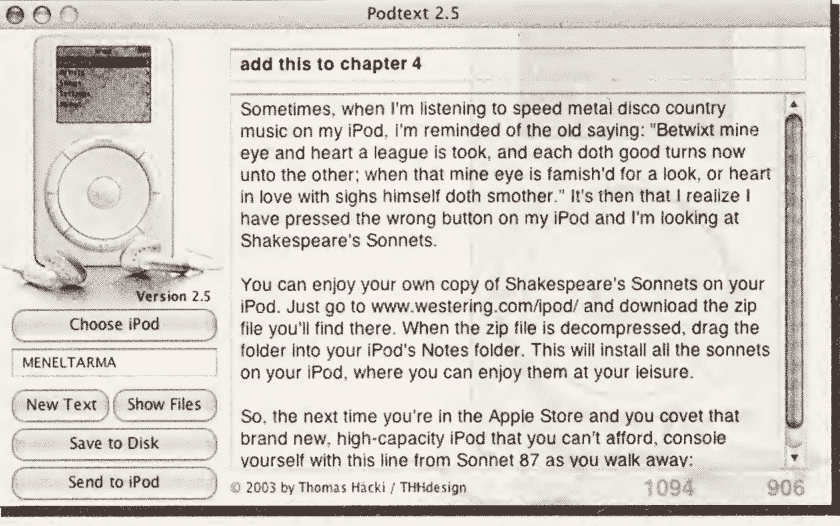 Podtext 2.5
add this to chapter 4
Sometimes, when I'm listening to speed metal disco country
music on my iPod, I'm reminded of the old saying: "Betwixt mine
eye and heart a league is took, and each doth good turns now
unto the other; when that mine eye is famish'd for a look, or heart
in love with sighs himself doth smother." It's then that I realize I
have pressed the wrong button on my iPod and I'm looking at
Shakespeare's Sonnets.
You can enjoy your own copy of Shakespeare's Sonnets on your
iPod. Just go to www.westering.com/ipod/ and download the zip
file you'll find there. When the zip file is decompressed, drag the
folder into your iPod's Notes folder. This will install all the sonnets
on your iPod, where you can enjoy them at your leisure.
So, the next time you're in the Apple Store and you covet that
brand new, high-capacity iPod that you can't afford, console
yourself with this line from Sonnet 87 as you walk away:
Version 2.5
Choose iPod
MENELTARMA
New Text
Show Files
Save to Disk
Send to iPod
© 2003 by Thomas Häcki / THHdesign
1094
906